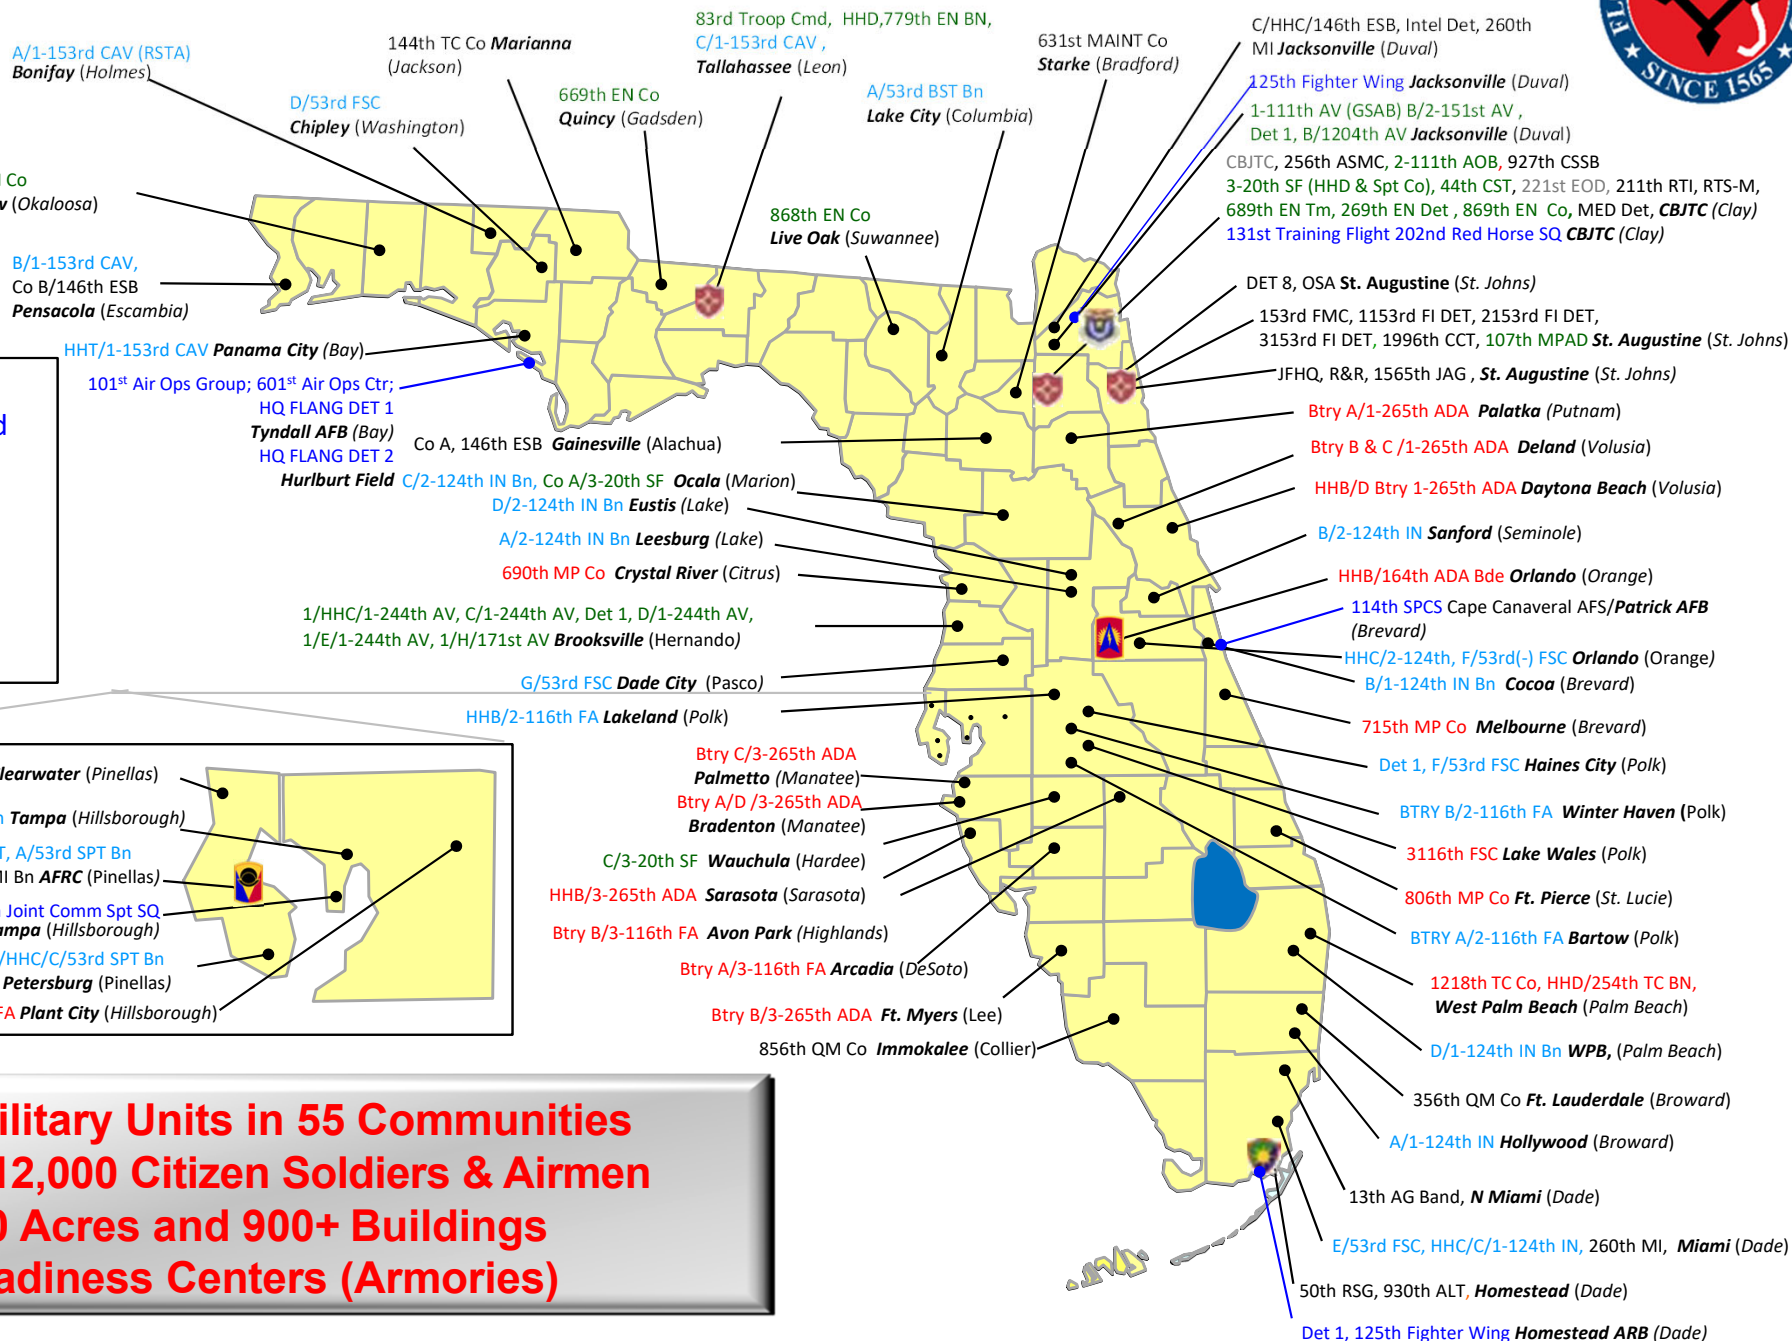 A/1-153rd CAV (RSTA)
Bonifay (Holmes)
144th TC Co Marianna
(Jackson)
83rd Troop Cmd, HHD,779th EN BN,
C/1-153rd CAV ,
Tallahassee (Leon)
631st MAINT Co
Starke (Bradford)
C/HHC/146th ESB, Intel Det, 260th
MI Jacksonville (Duval)
SINCE 1565
D/53rd FSC
Chipley (Washington)
669th EN Co
Quincy (Gadsden)
A/53rd BST Bn
Lake City (Columbia)
125th Fighter Wing Jacksonville (Duval)
1-111th AV (GSAB) B/2-151st AV ,
Det 1, B/1204th AV Jacksonville (Duval)
CBJTC, 256th ASMC, 2-111th AOB, 927th CSSB
3-20th SF (HHD & Spt Co), 44th CST, 221st EOD, 211th RTI, RTS-M,
689th EN Tm, 269th EN Det , 869th EN Co, MED Det, CBJTC (Clay)
131st Training Flight 202nd Red Horse SQ CBJTC (Clay)
Co
(Okaloosa)
868th EN Co
Live Oak (Suwannee)
B/1-153rd CAV,
Co B/146th ESB
Pensacola (Escambia)
DET 8, OSA St. Augustine (St. Johns)
153rd FMC, 1153rd FI DET, 2153rd FI DET,
3153rd FI DET, 1996th CCT, 107th MPAD St. Augustine (St. Johns)
HHT/1-153rd CAV Panama City (Bay)
JFHQ, R&R, 1565th JAG , St. Augustine (St. Johns)
101st Air Ops Group; 601st Air Ops Ctr;
HQ FLANG DET 1
Tyndall AFB (Bay)
HQ FLANG DET 2
Hurlburt Field
Btry A/1-265th ADA Palatka (Putnam)
Co A, 146th ESB Gainesville (Alachua)
Btry B & C /1-265th ADA Deland (Volusia)
C/2-124th IN Bn, Co A/3-20th SF Ocala (Marion)
HHB/D Btry 1-265th ADA Daytona Beach (Volusia)
D/2-124th IN Bn Eustis (Lake)
B/2-124th IN Sanford (Seminole)
A/2-124th IN Bn Leesburg (Lake)
690th MP Co Crystal River (Citrus)
HHB/164th ADA Bde Orlando (Orange)
1/HHC/1-244th AV, C/1-244th AV, Det 1, D/1-244th AV,
1/E/1-244th AV, 1/H/171st AV Brooksville (Hernando)
114th SPCS Cape Canaveral AFS/Patrick AFB
(Brevard)
HHC/2-124th, F/53rd(-) FSC Orlando (Orange)
G/53rd FSC Dade City (Pasco)
B/1-124th IN Bn Cocoa (Brevard)
HHB/2-116th FA Lakeland (Polk)
715th MP Co Melbourne (Brevard)
Btry C/3-265th ADA
Palmetto (Manatee)
Det 1, F/53rd FSC Haines City (Polk)
Btry A/D /3-265th ADA
Bradenton (Manatee)
BTRY B/2-116th FA Winter Haven (Polk)
C/3-20th SF Wauchula (Hardee)
3116th FSC Lake Wales (Polk)
HHB/3-265th ADA Sarasota (Sarasota)
806th MP Co Ft. Pierce (St. Lucie)
Btry B/3-116th FA Avon Park (Highlands)
BTRY A/2-116th FA Bartow (Polk)
Btry A/3-116th FA Arcadia (DeSoto)
1218th TC Co, HHD/254th TC BN,
West Palm Beach (Palm Beach)
Btry B/3-265th ADA Ft. Myers (Lee)
856th QM Co Immokalee (Collier)
D/1-124th IN Bn WPB, (Palm Beach)
356th QM Co Ft. Lauderdale (Broward)
A/1-124th IN Hollywood (Broward)
13th AG Band, N Miami (Dade)
E/53rd FSC, HHC/C/1-124th IN, 260th MI, Miami (Dade)
50th RSG, 930th ALT, Homestead (Dade)
Det 1, 125th Fighter Wing Homestead ARB (Dade)
learwater (Pinellas)
Tampa (Hillsborough)
T, A/53rd SPT Bn
MI Bn AFRC (Pinellas)
Joint Comm Spt SQ
ampa (Hillsborough)
/HHC/C/53rd SPT Bn
Petersburg (Pinellas)
FA Plant City (Hillsborough)
ilitary Units in 55 Communities
12,000 Citizen Soldiers & Airmen
0 Acres and 900+ Buildings
adiness Centers (Armories)